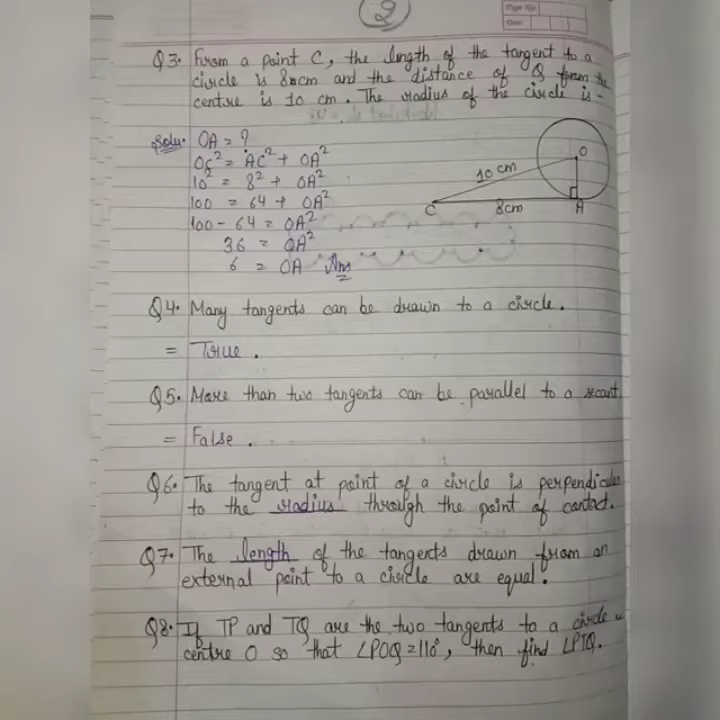 2
Page No
Date
Q3. From a point C, the length of the tangent to a
circle is 8cm and the distance of Q from the
centre is 10 cm. The radius of the circle is -
Solu. OA = ?
OC² = AC² + OA²
10² = 8² + OA²
100 = 64 + OA²
100 - 64 = OA²
36 = OA²
6 = OA Ans
10 cm
O
C
8cm
A
Q4. Many tangents can be drawn to a circle.
= True.
Q5. More than two tangents can be parallel to a secant
= False.
Q6. The tangent at point of a circle is perpendicular
to the radius through the point of contact.
Q7. The length of the tangents drawn from an
external point to a circle are equal.
Q8. If TP and TQ are the two tangents to a circle
centre O so that ∠POQ = 110°, then find ∠PTQ.